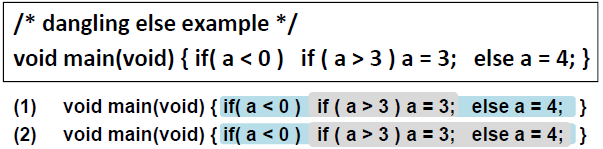 /* dangling else example */
void main(void) { if( a < 0 ) if ( a > 3 ) a = 3; else a = 4; }
(1) void main(void) { if( a < 0 ) if ( a > 3 ) a = 3; else a = 4; }
(2) void main(void) { if( a < 0 ) if ( a > 3 ) a = 3; else a = 4; }